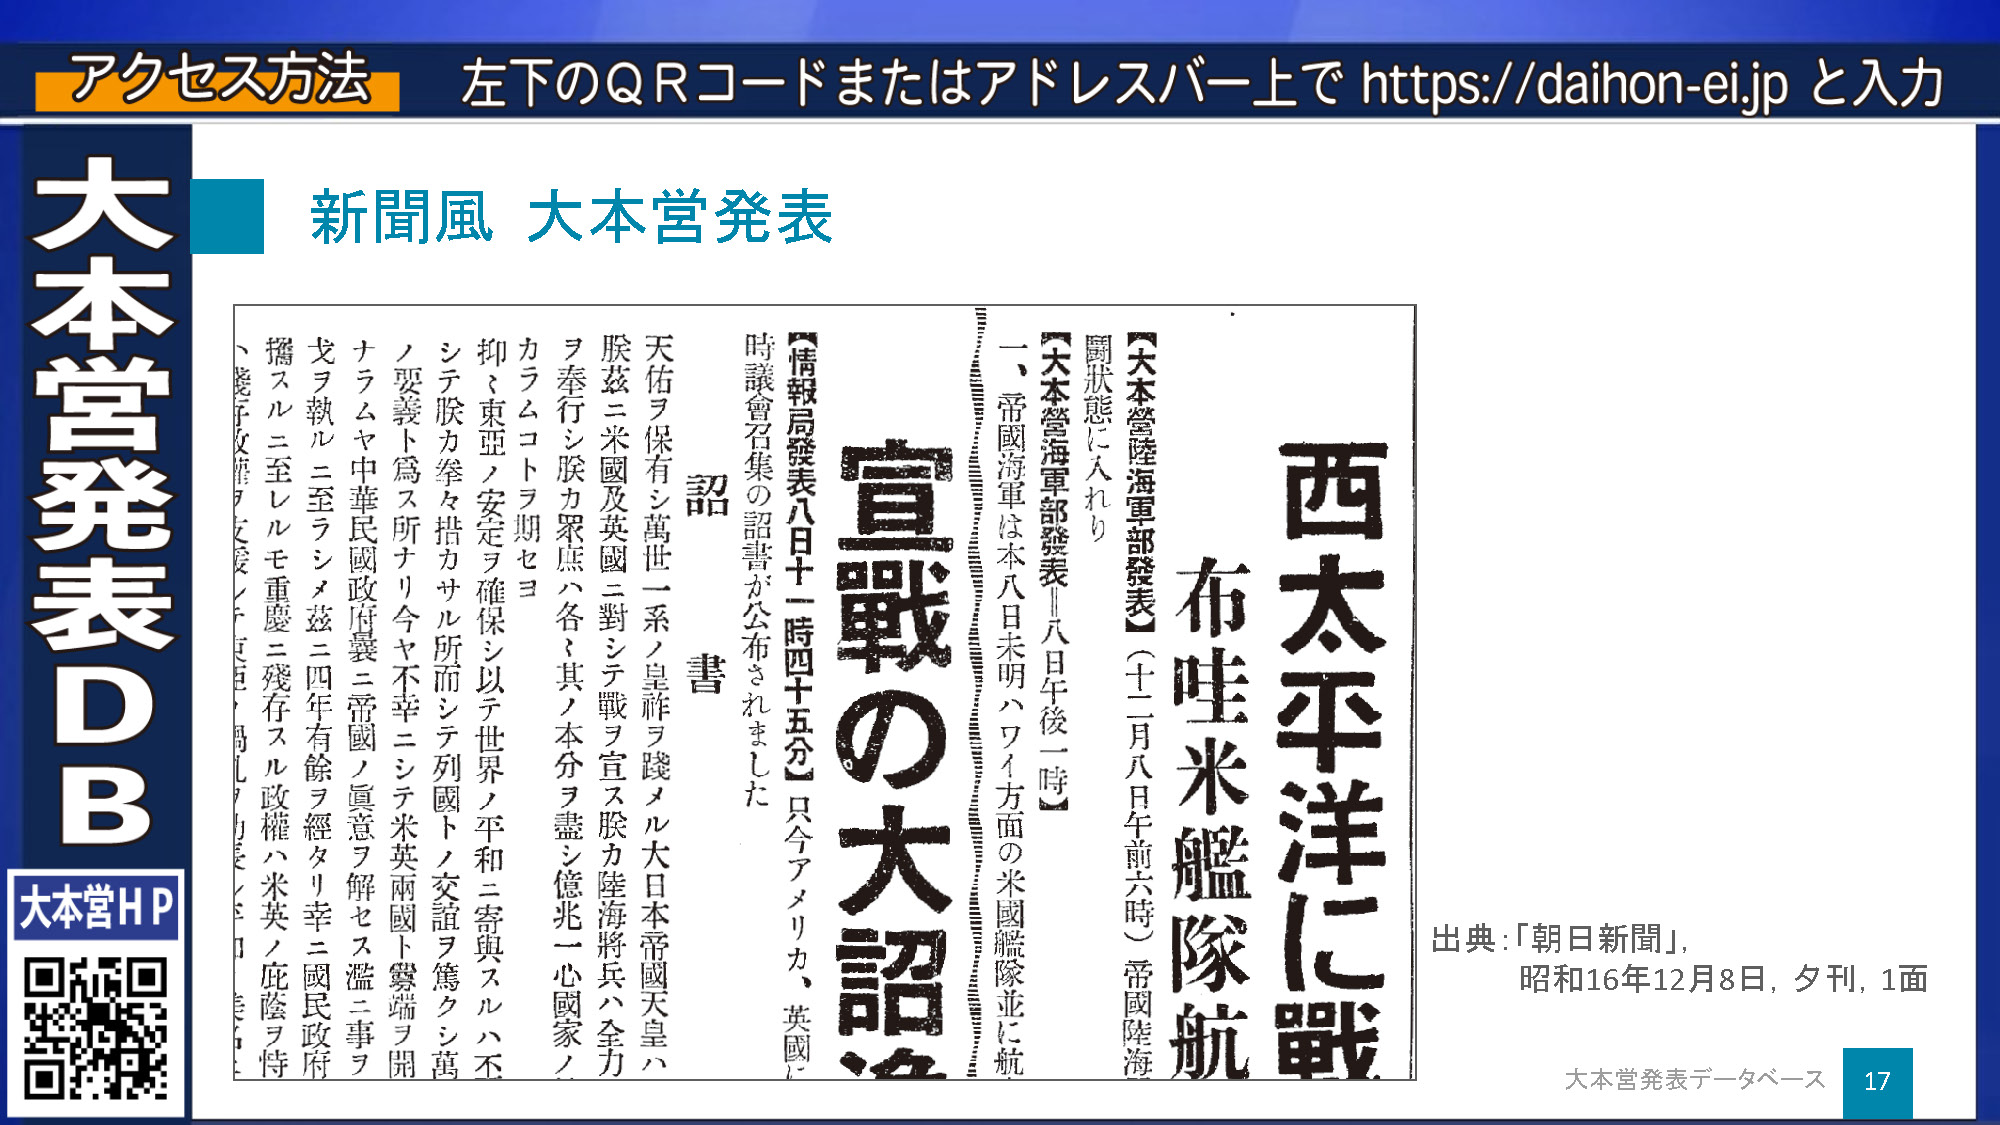 アクセス方法
左下のQRコードまたはアドレスバー上で https://daihon-ei.jp と入力
大本営発表DB
大本営HP
新聞風 大本営発表
西太平洋に戰
布哇米艦隊航
【大本營陸海軍部發表】（十二月八日午前六時）帝國陸海
闘狀態に入れり
【大本營海軍部發表＝八日午後一時】
一、帝國海軍は本八日未明ハワイ方面の米國艦隊並に航
宣戰の大詔
【情報局發表八日十一時四十五分】只今アメリカ、英國に
時議會召集の詔書が公布されました
詔書
天佑ヲ保有シ萬世一系ノ皇祚ヲ踐メル大日本帝國天皇ハ
朕茲ニ米國及英國ニ對シテ戰ヲ宣ス朕カ陸海將兵ハ全力
ヲ奉行シ朕カ衆庶ハ各〻其ノ本分ヲ盡シ億兆一心國家ノ
カラムコトヲ期セヨ
抑〻東亞ノ安定ヲ確保シ以テ世界ノ平和ニ寄與スルハ不
シテ朕カ拳々措カサル所而シテ列國トノ交誼ヲ篤クシ萬
ノ要義ト爲ス所ナリ今ヤ不幸ニシテ米英兩國ト釁端ヲ開
ナラムヤ中華民國政府曩ニ帝國ノ眞意ヲ解セス濫ニ事ヲ
戈ヲ執ルニ至ラシメ茲ニ四年有餘ヲ經タリ幸ニ國民政府
攜スルニ至レルモ重慶ニ殘存スル政權ハ米英ノ庇蔭ヲ恃
出典：「朝日新聞」，
昭和16年12月8日，夕刊，1面
大本営発表データベース
17